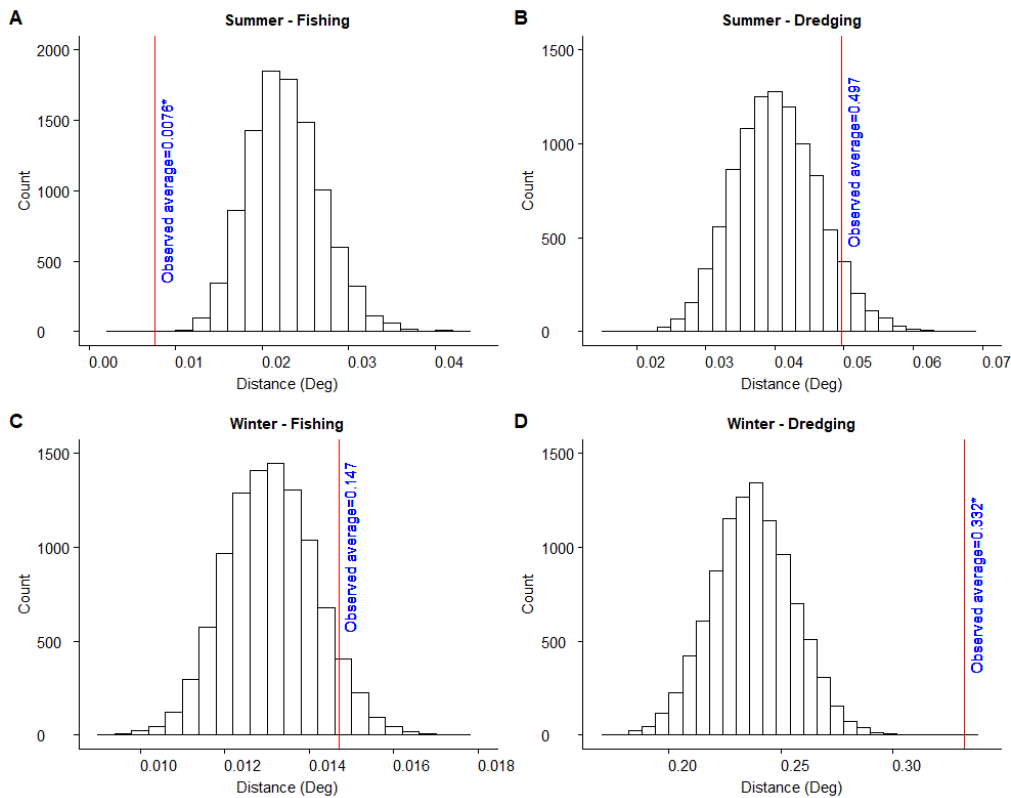 A
Summer - Fishing
2000
1500
1000
500
0
Count
Observed average=0.0076*
0.00
0.01
0.02
0.03
0.04
Distance (Deg)
B
Summer - Dredging
1500
1000
500
0
Count
Observed average=0.497
0.02
0.03
0.04
0.05
0.06
0.07
Distance (Deg)
C
Winter - Fishing
1500
1000
500
0
Count
Observed average=0.147
0.010
0.012
0.014
0.016
0.018
Distance (Deg)
D
Winter - Dredging
1500
1000
500
0
Count
Observed average=0.332*
0.20
0.25
0.30
Distance (Deg)